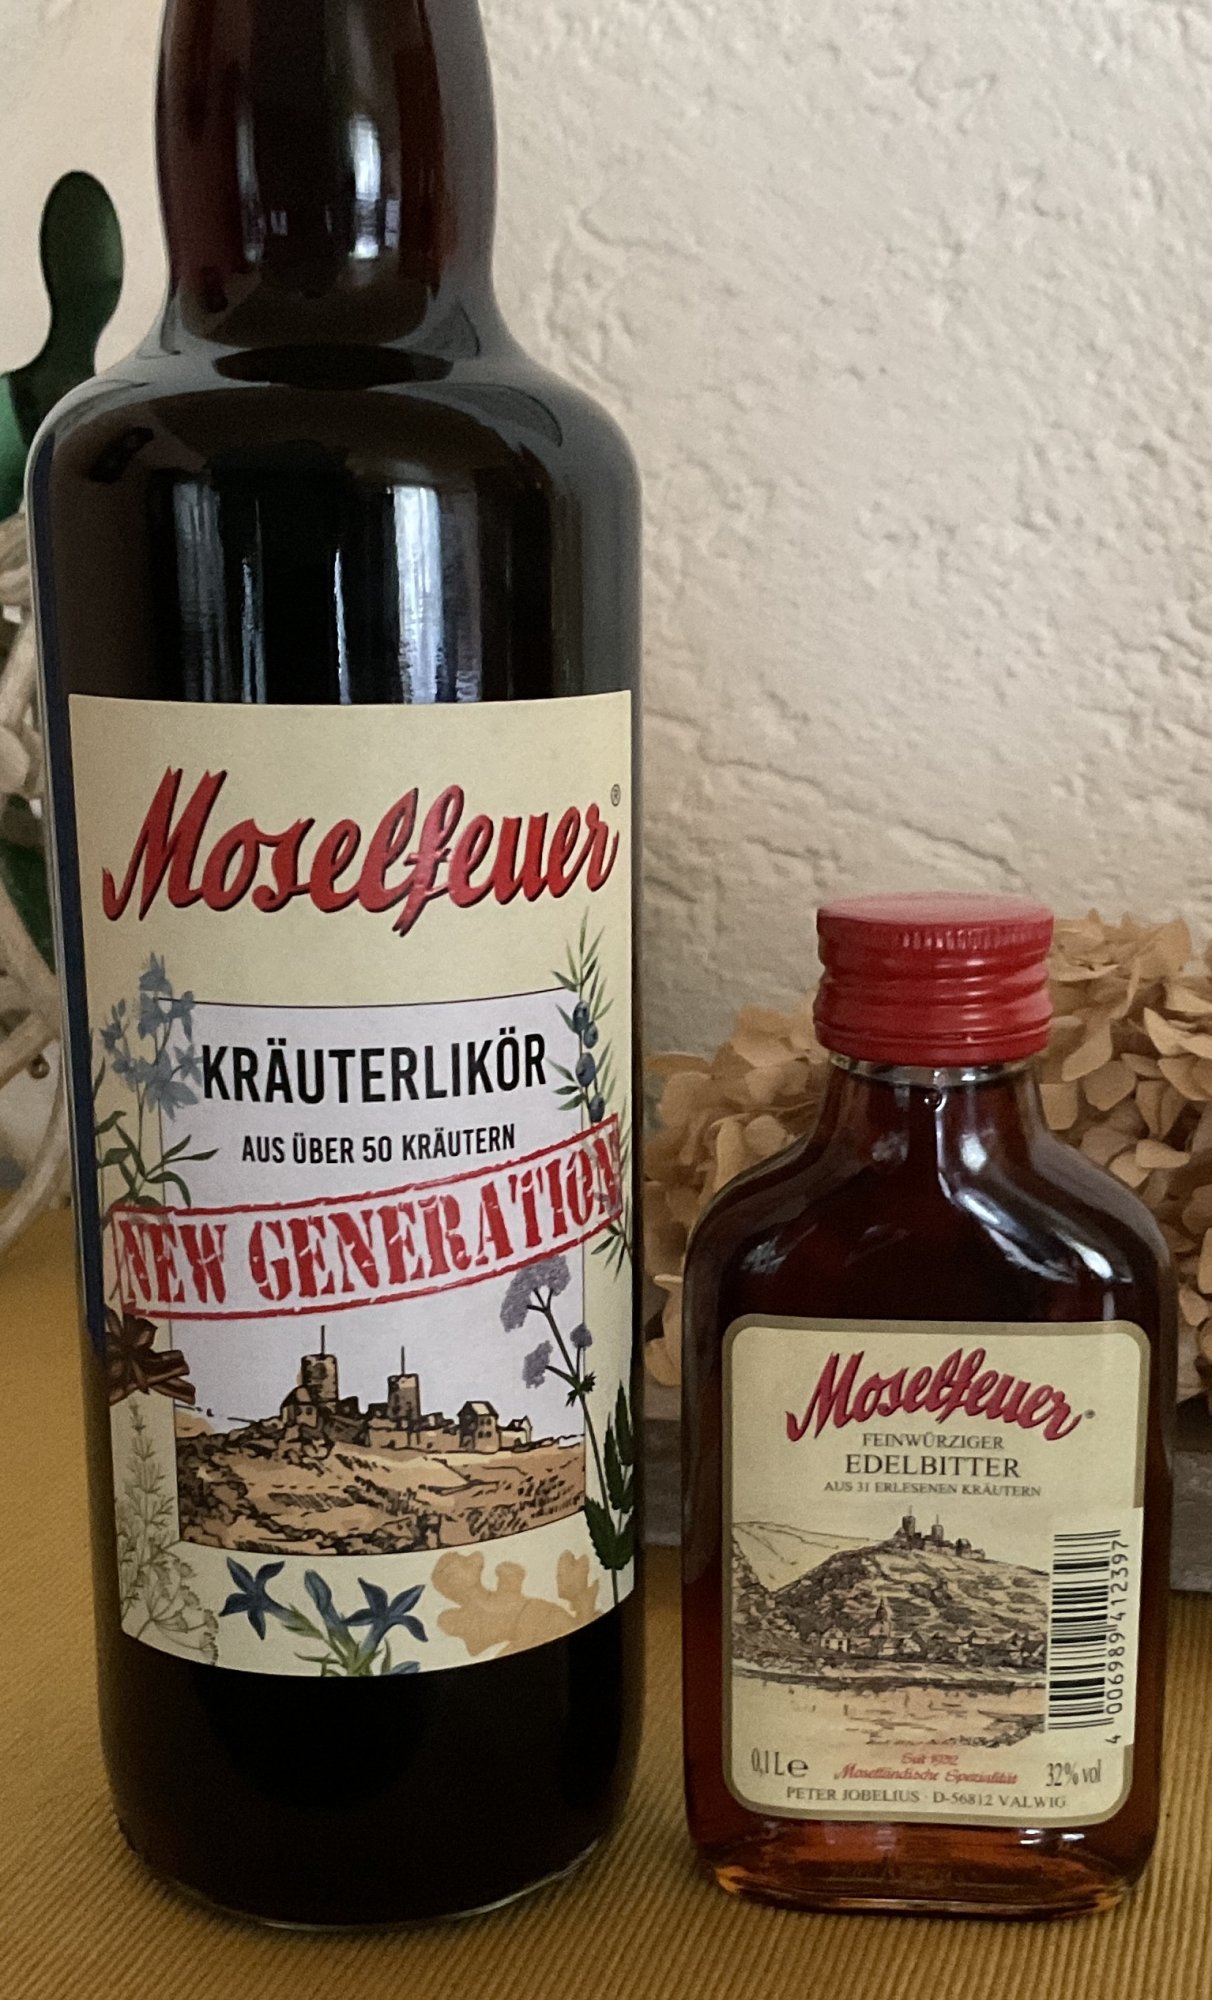 Moselfeuer®
KRÄUTERLIKÖR
AUS ÜBER 50 KRÄUTERN
NEW GENERATION
Moselfeuer®
FEINWÜRZIGER
EDELBITTER
AUS 31 ERLESENEN KRÄUTERN
4 006989 412397
0,1 L e
Seit 1932
Moselländische Spezialität
32% vol
PETER JOBELIUS · D-56812 VALWIG